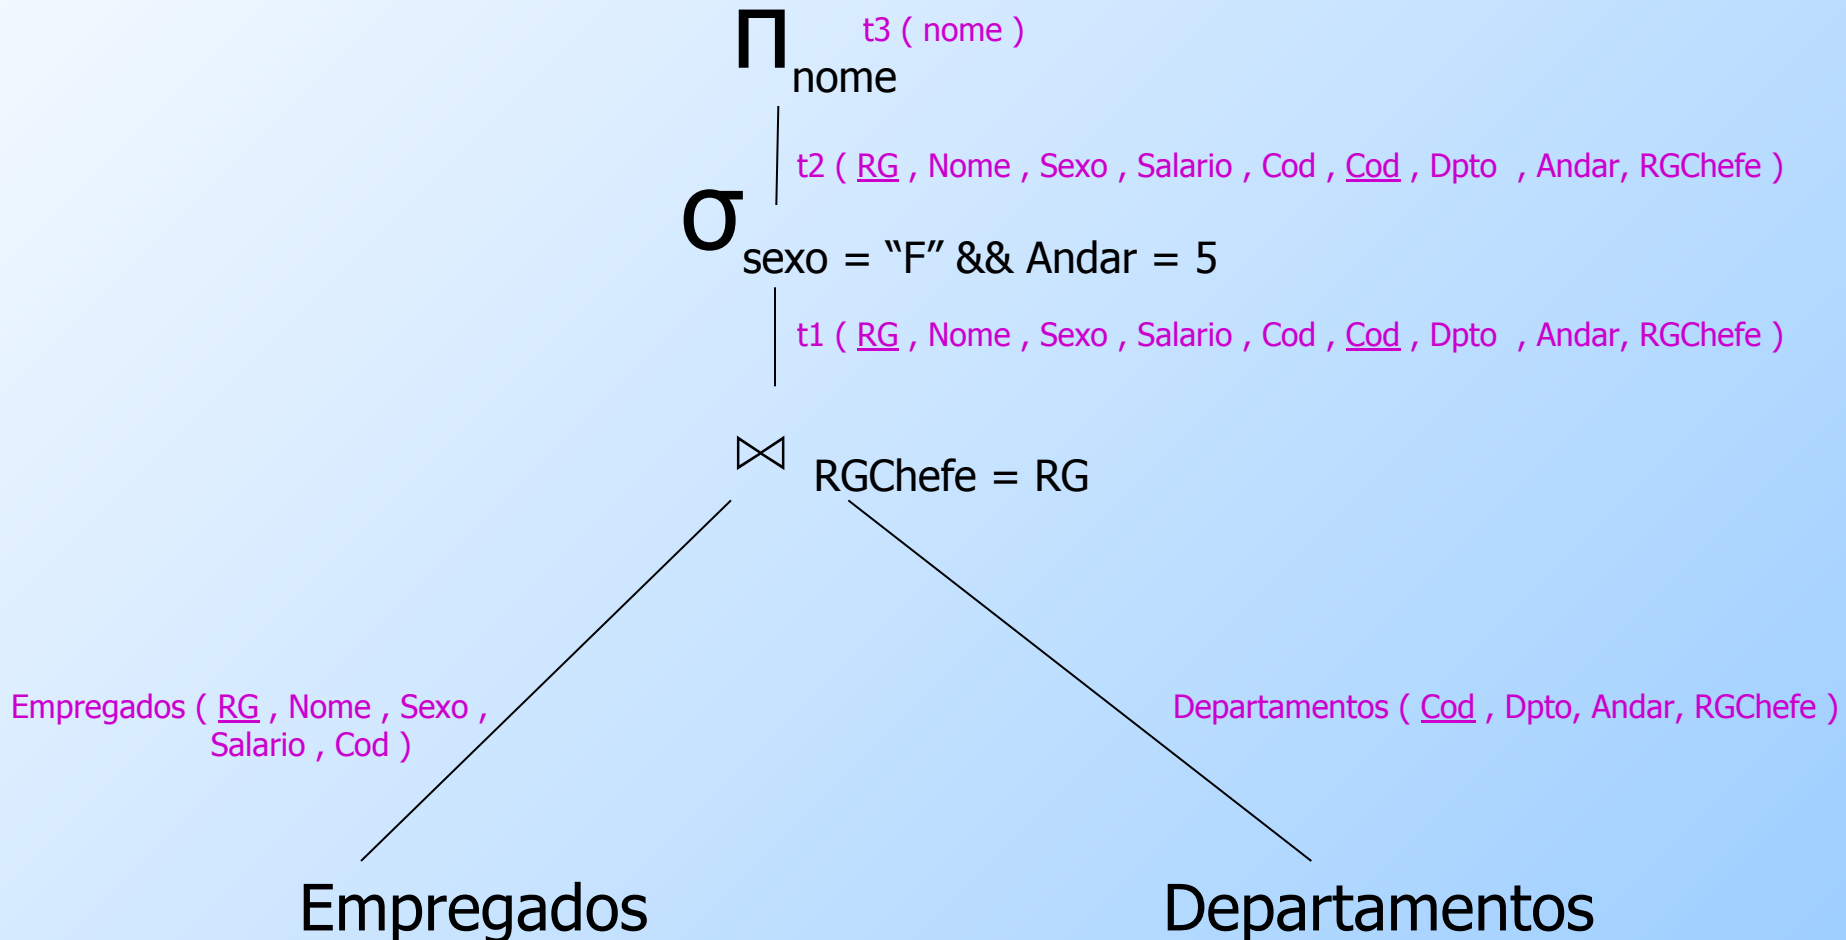 π t3 ( nome )
nome
t2 ( RG , Nome , Sexo , Salario , Cod , Cod , Dpto , Andar, RGChefe )
σ
sexo = “F” && Andar = 5
t1 ( RG , Nome , Sexo , Salario , Cod , Cod , Dpto , Andar, RGChefe )
⋈ RGChefe = RG
Empregados ( RG , Nome , Sexo ,
Salario , Cod )
Departamentos ( Cod , Dpto, Andar, RGChefe )
Empregados
Departamentos